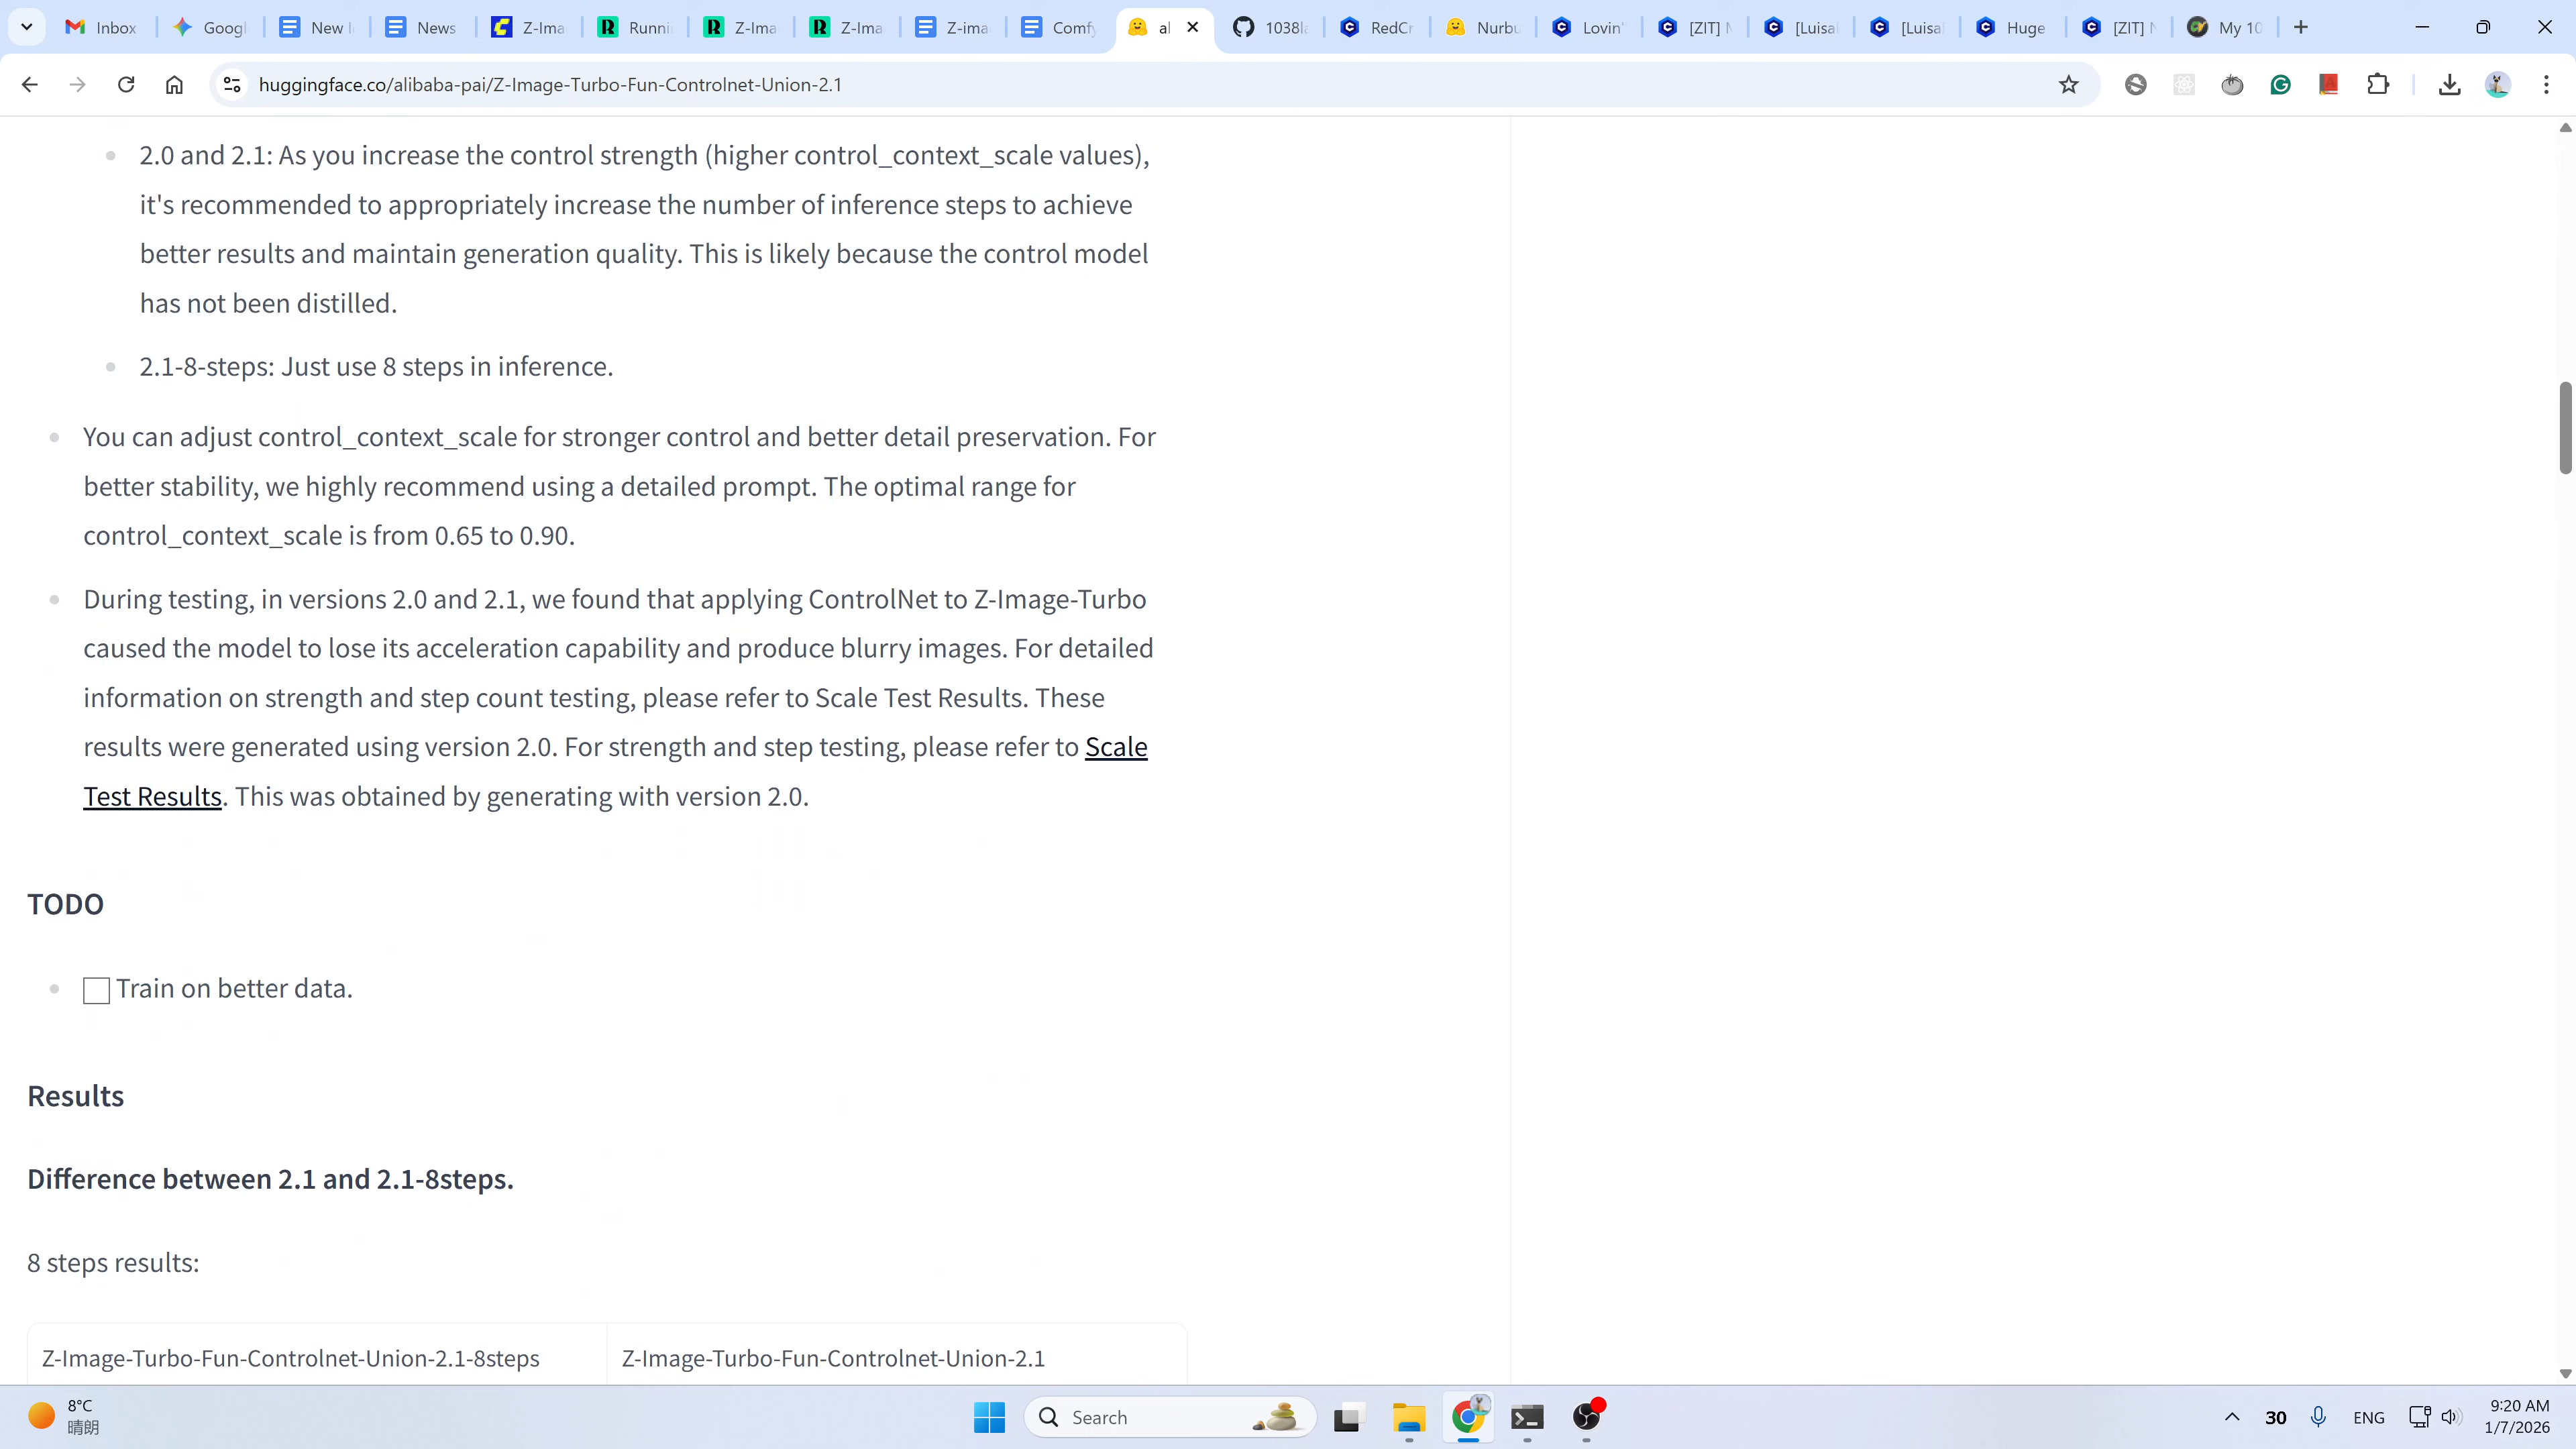 Inbox
Googl
New I
News
Z-Ima
Runni
Z-Ima
Z-Ima
Z-ima
Comfy
al
1038la
RedCr
Nurbu
Lovin'
[ZIT] M
[Luisal
[Luisal
Huge
[ZIT] N
My 10
huggingface.co/alibaba-pai/Z-Image-Turbo-Fun-Controlnet-Union-2.1
2.0 and 2.1: As you increase the control strength (higher control_context_scale values),
it's recommended to appropriately increase the number of inference steps to achieve
better results and maintain generation quality. This is likely because the control model
has not been distilled.
2.1-8-steps: Just use 8 steps in inference.
You can adjust control_context_scale for stronger control and better detail preservation. For
better stability, we highly recommend using a detailed prompt. The optimal range for
control_context_scale is from 0.65 to 0.90.
During testing, in versions 2.0 and 2.1, we found that applying ControlNet to Z-Image-Turbo
caused the model to lose its acceleration capability and produce blurry images. For detailed
information on strength and step count testing, please refer to Scale Test Results. These
results were generated using version 2.0. For strength and step testing, please refer to Scale
Test Results. This was obtained by generating with version 2.0.
TODO
Train on better data.
Results
Difference between 2.1 and 2.1-8steps.
8 steps results:
Z-Image-Turbo-Fun-Controlnet-Union-2.1-8steps
Z-Image-Turbo-Fun-Controlnet-Union-2.1
8°C
晴朗
Search
30
ENG
9:20 AM
1/7/2026